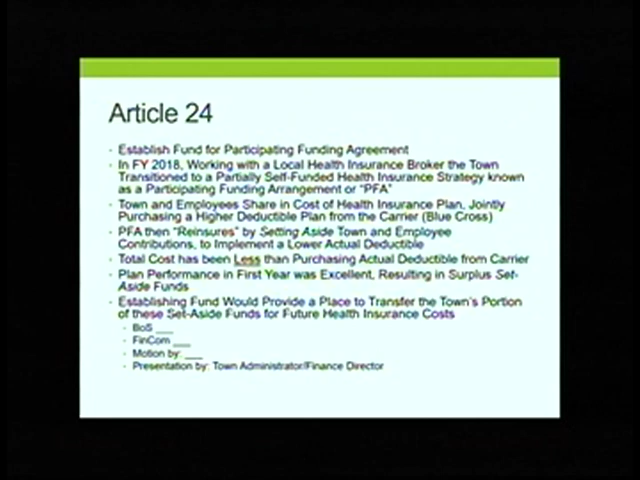 Article 24
· Establish Fund for Participating Funding Agreement
· In FY 2018, Working with a Local Health Insurance Broker the Town
Transitioned to a Partially Self-Funded Health Insurance Strategy known
as a Participating Funding Arrangement or "PFA"
· Town and Employees Share in Cost of Health Insurance Plan, Jointly
Purchasing a Higher Deductible Plan from the Carrier (Blue Cross)
· PFA then "Reinsures" by Setting Aside Town and Employee
Contributions, to Implement a Lower Actual Deductible
· Total Cost has been Less than Purchasing Actual Deductible from Carrier
· Plan Performance in First Year was Excellent, Resulting in Surplus Set-
Aside Funds
· Establishing Fund Would Provide a Place to Transfer the Town's Portion
of these Set-Aside Funds for Future Health Insurance Costs
· BoS ___
· FinCom ___
· Motion by: ___
· Presentation by: Town Administrator/Finance Director